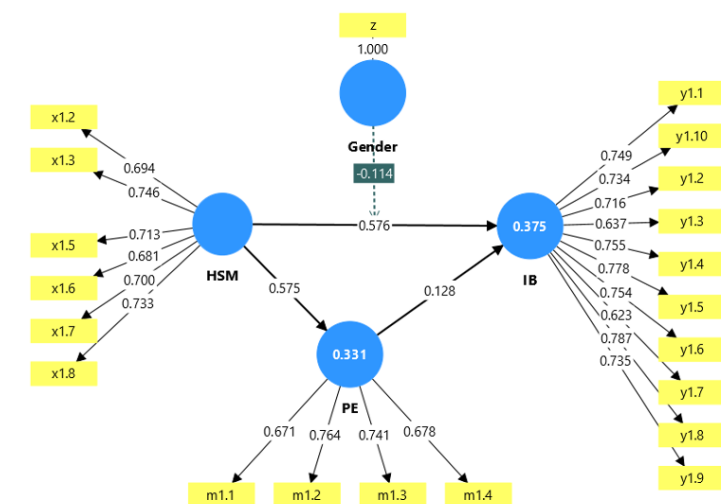 z
1.000
Gender
-0.114
x1.2
x1.3
x1.5
x1.6
x1.7
x1.8
0.694
0.746
0.713
0.681
0.700
0.733
HSM
0.576
0.575
0.128
0.331
PE
0.671
0.764
0.741
0.678
m1.1
m1.2
m1.3
m1.4
0.375
IB
0.749
0.734
0.716
0.637
0.755
0.778
0.754
0.623
0.787
0.735
y1.1
y1.10
y1.2
y1.3
y1.4
y1.5
y1.6
y1.7
y1.8
y1.9